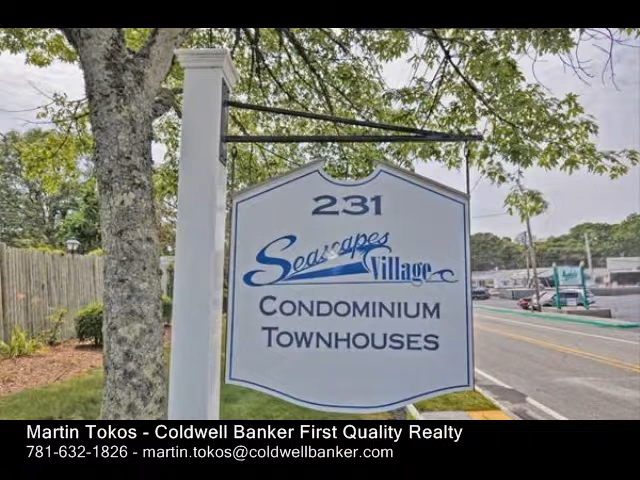 231
Seascapes
Village
CONDOMINIUM
TOWNHOUSES
Martin Tokos - Coldwell Banker First Quality Realty
781-632-1826 - martin.tokos@coldwellbanker.com